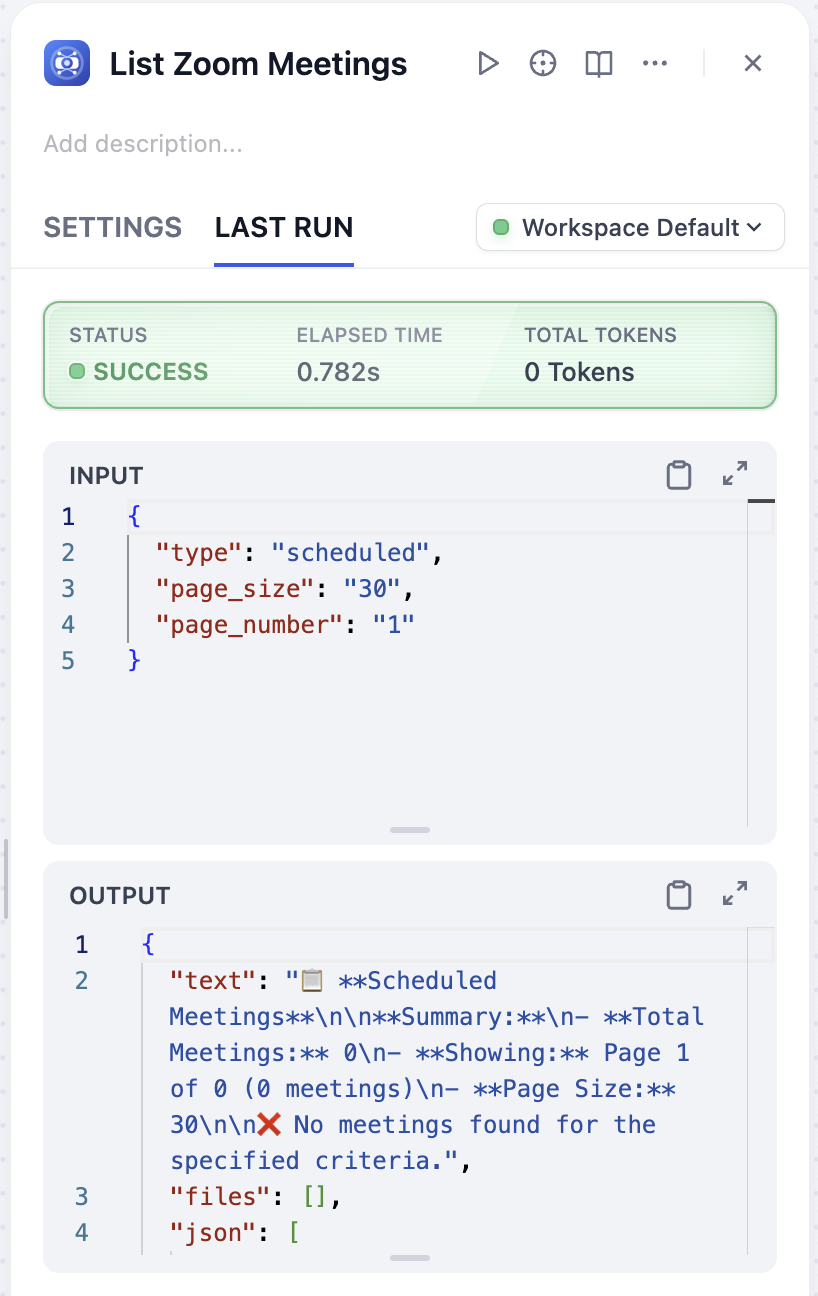 List Zoom Meetings
Add description...
SETTINGS LAST RUN Workspace Default
STATUS ELAPSED TIME TOTAL TOKENS
SUCCESS 0.782s 0 Tokens
INPUT
1 {
2 "type": "scheduled",
3 "page_size": "30",
4 "page_number": "1"
5 }
OUTPUT
1 {
2 "text": "📋 **Scheduled
Meetings**\n\n**Summary:**\n- **Total
Meetings:** 0\n- **Showing:** Page 1
of 0 (0 meetings)\n- **Page Size:**
30\n\n❌ No meetings found for the
specified criteria.",
3 "files": [],
4 "json": [